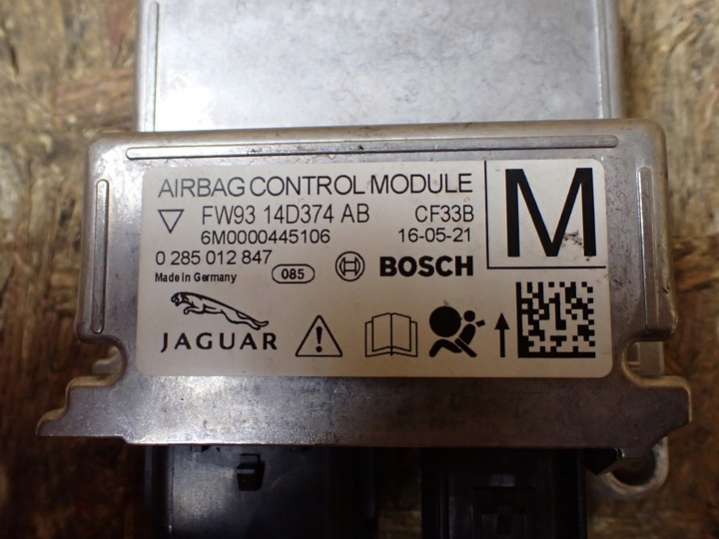 AIRBAG CONTROL MODULE
FW93 14D374 AB CF33B
6M0000445106 16-05-21
0 285 012 847
Made in Germany 085 BOSCH
JAGUAR
M